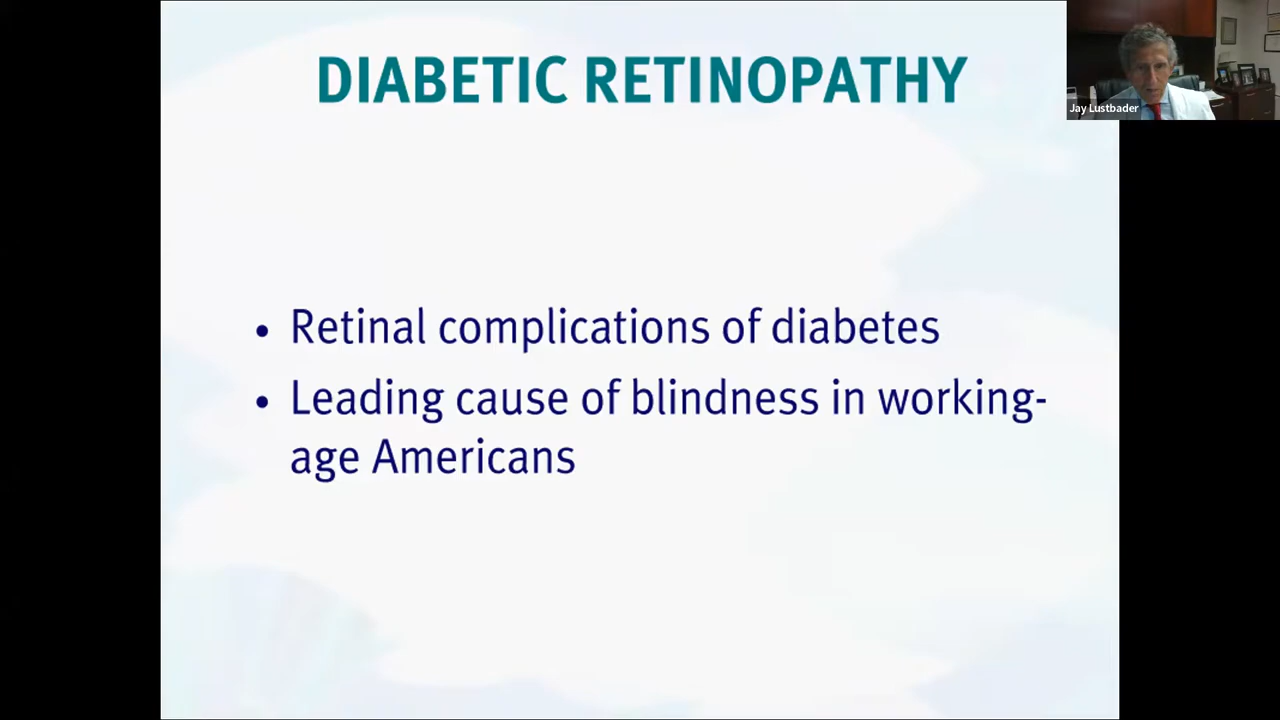 DIABETIC RETINOPATHY
Jay Lustbader
• Retinal complications of diabetes
• Leading cause of blindness in working-
age Americans